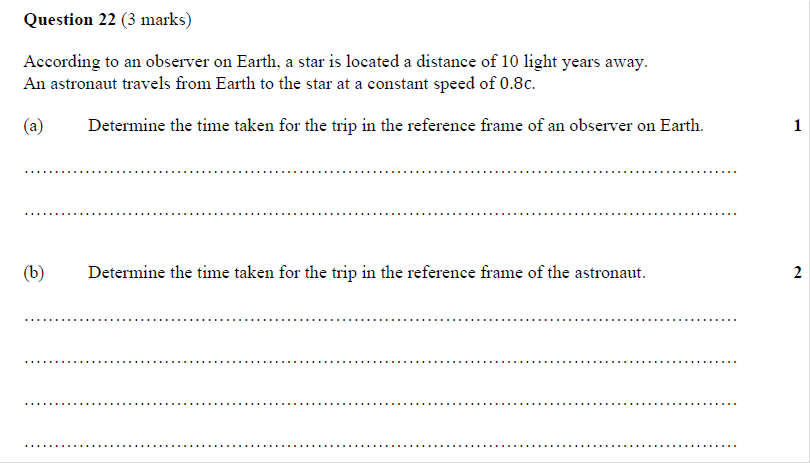 Question 22 (3 marks)
According to an observer on Earth, a star is located a distance of 10 light years away.
An astronaut travels from Earth to the star at a constant speed of 0.8c.
(a) Determine the time taken for the trip in the reference frame of an observer on Earth. 1
(b) Determine the time taken for the trip in the reference frame of the astronaut. 2